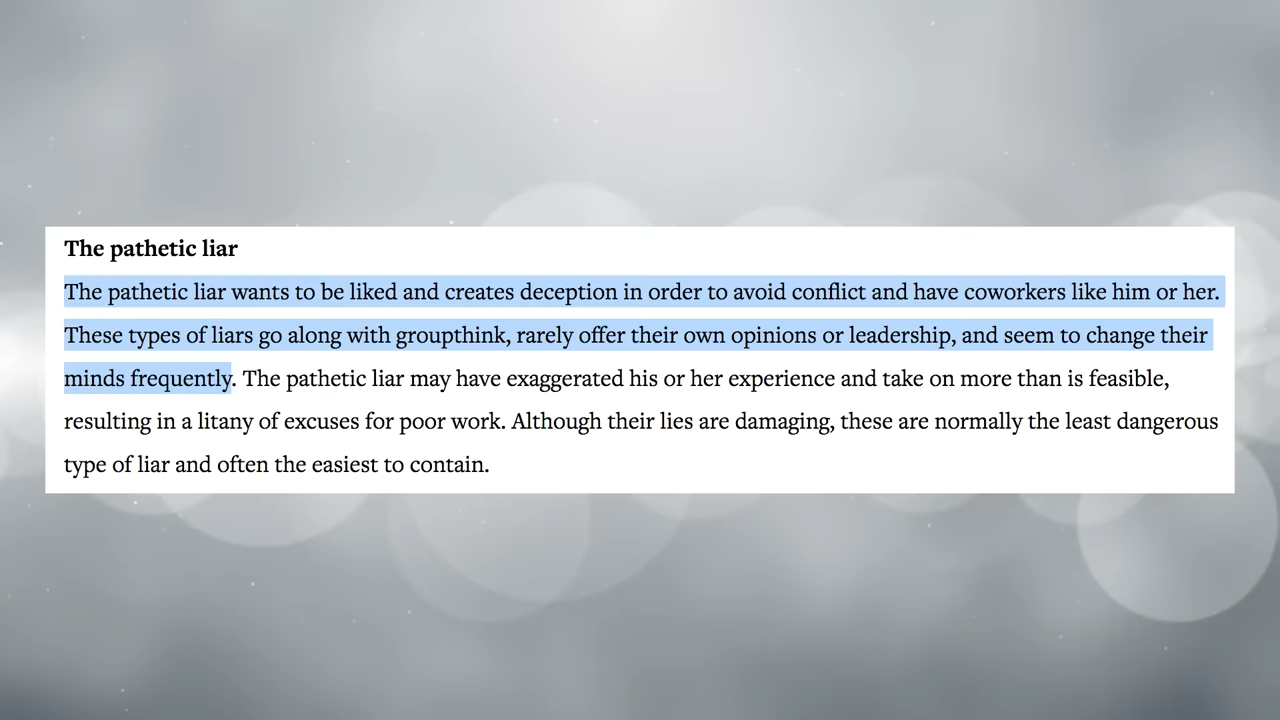 The pathetic liar
The pathetic liar wants to be liked and creates deception in order to avoid conflict and have coworkers like him or her.
These types of liars go along with groupthink, rarely offer their own opinions or leadership, and seem to change their
minds frequently. The pathetic liar may have exaggerated his or her experience and take on more than is feasible,
resulting in a litany of excuses for poor work. Although their lies are damaging, these are normally the least dangerous
type of liar and often the easiest to contain.